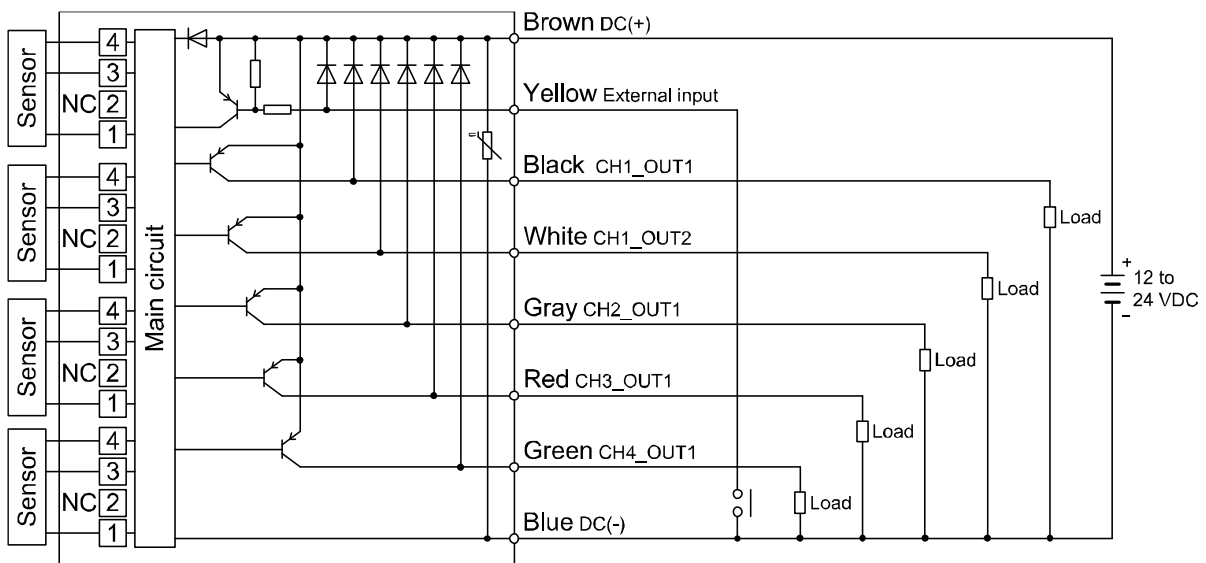 Brown DC(+)
Sensor
4
3
NC 2
1
Yellow External input
Black CH1_OUT1
Sensor
4
3
NC 2
1
White CH1_OUT2
Load
Main circuit
+
12 to
24 VDC
−
Load
Sensor
4
3
NC 2
1
Gray CH2_OUT1
Load
Red CH3_OUT1
Load
Sensor
4
3
NC 2
1
Green CH4_OUT1
Load
Blue DC(-)